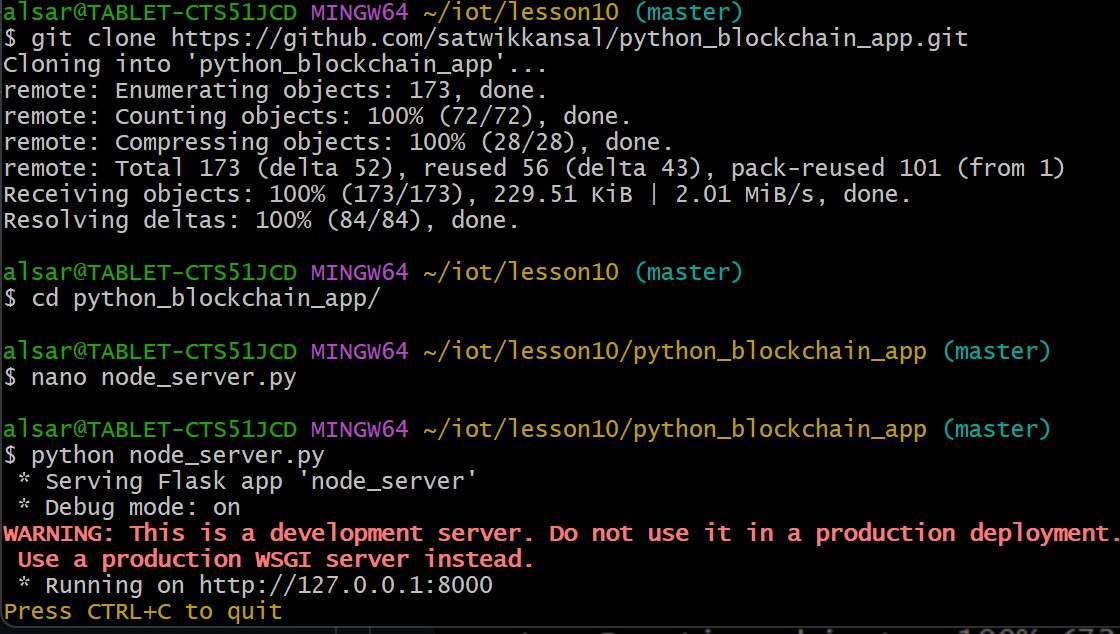 alsar@TABLET-CTS51JCD MINGW64 ~/iot/lesson10 (master)
$ git clone https://github.com/satwikkansal/python_blockchain_app.git
Cloning into 'python_blockchain_app'...
remote: Enumerating objects: 173, done.
remote: Counting objects: 100% (72/72), done.
remote: Compressing objects: 100% (28/28), done.
remote: Total 173 (delta 52), reused 56 (delta 43), pack-reused 101 (from 1)
Receiving objects: 100% (173/173), 229.51 KiB | 2.01 MiB/s, done.
Resolving deltas: 100% (84/84), done.
alsar@TABLET-CTS51JCD MINGW64 ~/iot/lesson10 (master)
$ cd python_blockchain_app/
alsar@TABLET-CTS51JCD MINGW64 ~/iot/lesson10/python_blockchain_app (master)
$ nano node_server.py
alsar@TABLET-CTS51JCD MINGW64 ~/iot/lesson10/python_blockchain_app (master)
$ python node_server.py
* Serving Flask app 'node_server'
* Debug mode: on
WARNING: This is a development server. Do not use it in a production deployment.
Use a production WSGI server instead.
* Running on http://127.0.0.1:8000
Press CTRL+C to quit